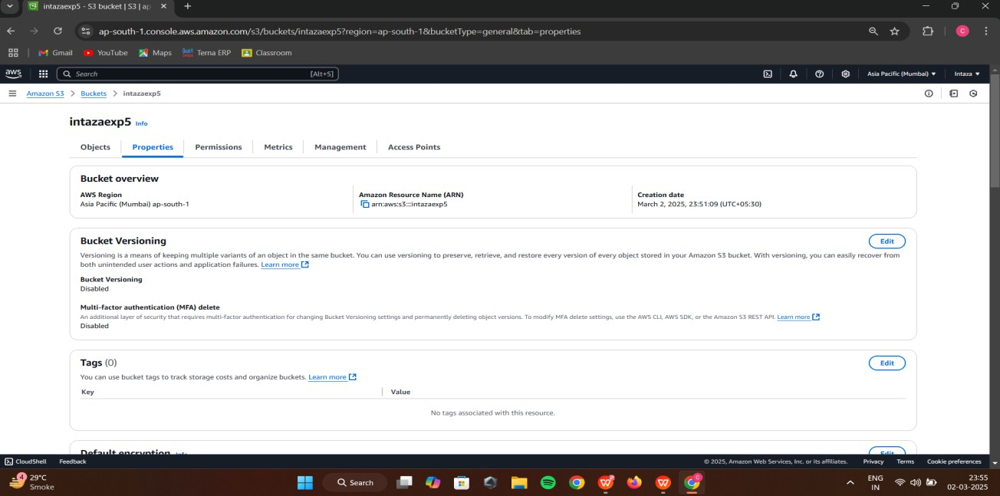 intazaexp5 - S3 bucket | S3 | ap
ap-south-1.console.aws.amazon.com/s3/buckets/intazaexp5?region=ap-south-1&bucketType=general&tab=properties
Gmail YouTube Maps Terna ERP Classroom
aws Search [Alt+S] Asia Pacific (Mumbai) Intaza
Amazon S3 > Buckets > intazaexp5
intazaexp5 Info
Objects Properties Permissions Metrics Management Access Points
Bucket overview
AWS Region
Asia Pacific (Mumbai) ap-south-1
Amazon Resource Name (ARN)
arn:aws:s3:::intazaexp5
Creation date
March 2, 2025, 23:51:09 (UTC+05:30)
Bucket Versioning
Edit
Versioning is a means of keeping multiple variants of an object in the same bucket. You can use versioning to preserve, retrieve, and restore every version of every object stored in your Amazon S3 bucket. With versioning, you can easily recover from
both unintended user actions and application failures. Learn more
Bucket Versioning
Disabled
Multi-factor authentication (MFA) delete
An additional layer of security that requires multi-factor authentication for changing Bucket Versioning settings and permanently deleting object versions. To modify MFA delete settings, use the AWS CLI, AWS SDK, or the Amazon S3 REST API. Learn more
Disabled
Tags (0)
Edit
You can use bucket tags to track storage costs and organize buckets. Learn more
Key Value
No tags associated with this resource.
Default encryption Info
Edit
CloudShell Feedback © 2025, Amazon Web Services, Inc. or its affiliates. Privacy Terms Cookie preferences
4 29°C
Smoke
Search
ENG
IN
23:55
02-03-2025